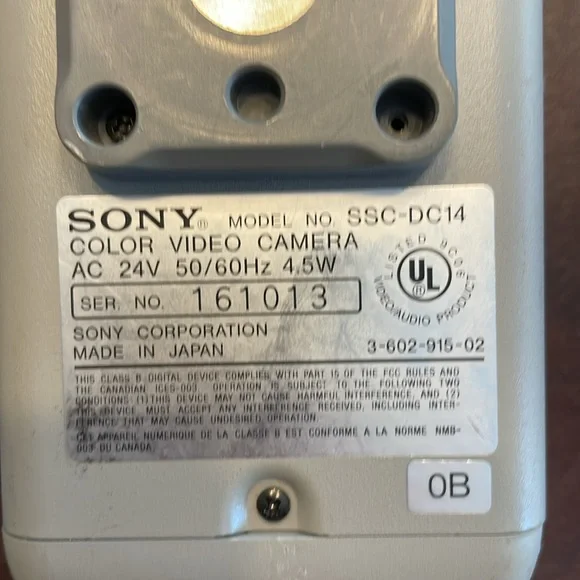 SONY® MODEL NO. SSC-DC14
COLOR VIDEO CAMERA
AC 24V 50/60Hz 4.5W
SER. NO. 161013
LISTED
UL ®
VIDEO/AUDIO PRODUCT
SONY CORPORATION
MADE IN JAPAN 3-602-915-02
THIS CLASS B DIGITAL DEVICE COMPLIES WITH PART 15 OF THE FCC RULES AND
THE CANADIAN ICES-003. OPERATION IS SUBJECT TO THE FOLLOWING TWO
CONDITIONS (1)THIS DEVICE MAY NOT CAUSE HARMFUL INTERFERENCE, AND (2)
THIS DEVICE MUST ACCEPT ANY INTERFERENCE RECEIVED, INCLUDING INTER-
FERENCE THAT MAY CAUSE UNDESIRED OPERATION.
CET APPAREIL NUMERIQUE DE LA CLASSE B EST CONFORME A LA NORME NMB-
003 DU CANADA.
0B